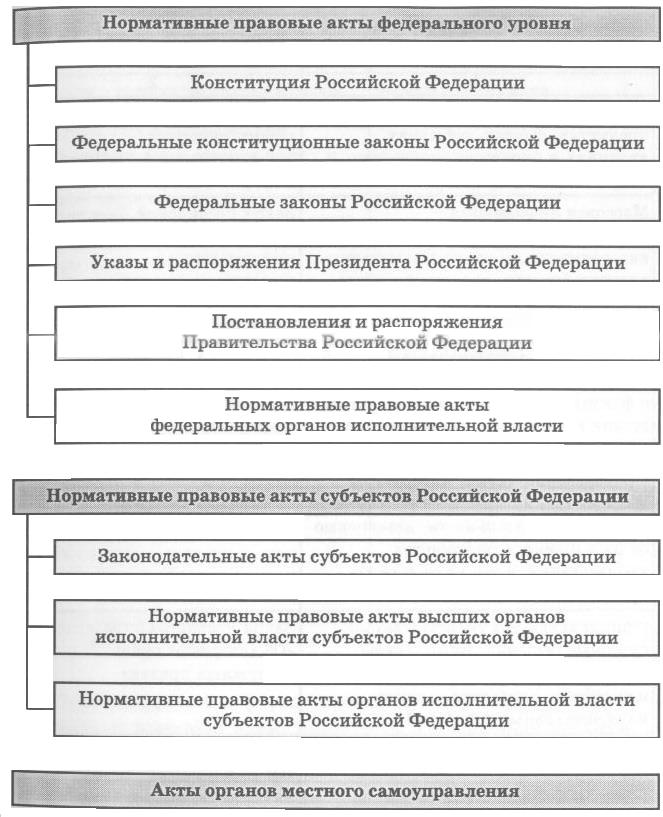 Нормативные правовые акты федерального уровня
Конституция Российской Федерации
Федеральные конституционные законы Российской Федерации
Федеральные законы Российской Федерации
Указы и распоряжения Президента Российской Федерации
Постановления и распоряжения
Правительства Российской Федерации
Нормативные правовые акты
федеральных органов исполнительной власти
Нормативные правовые акты субъектов Российской Федерации
Законодательные акты субъектов Российской Федерации
Нормативные правовые акты высших органов
исполнительной власти субъектов Российской Федерации
Нормативные правовые акты органов исполнительной власти
субъектов Российской Федерации
Акты органов местного самоуправления